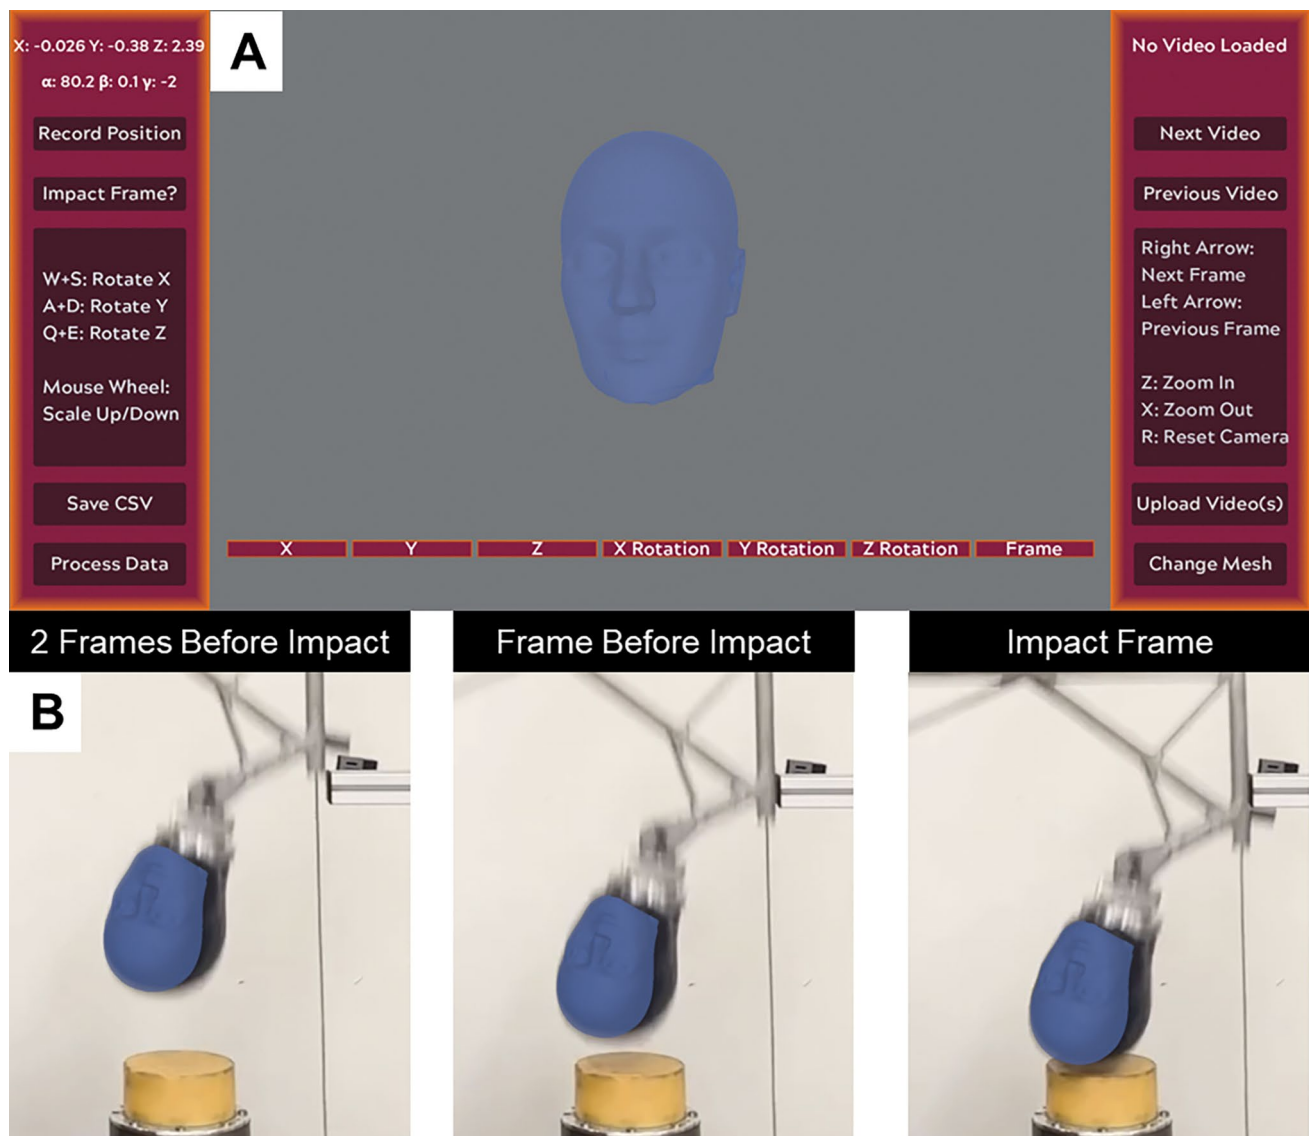 X: -0.026 Y: -0.38 Z: 2.39
α: 80.2 β: 0.1 γ: -2
Record Position
Impact Frame?
W+S: Rotate X
A+D: Rotate Y
Q+E: Rotate Z
Mouse Wheel:
Scale Up/Down
Save CSV
Process Data
A
X Y Z X Rotation Y Rotation Z Rotation Frame
No Video Loaded
Next Video
Previous Video
Right Arrow:
Next Frame
Left Arrow:
Previous Frame
Z: Zoom In
X: Zoom Out
R: Reset Camera
Upload Video(s)
Change Mesh
2 Frames Before Impact
Frame Before Impact
Impact Frame
B